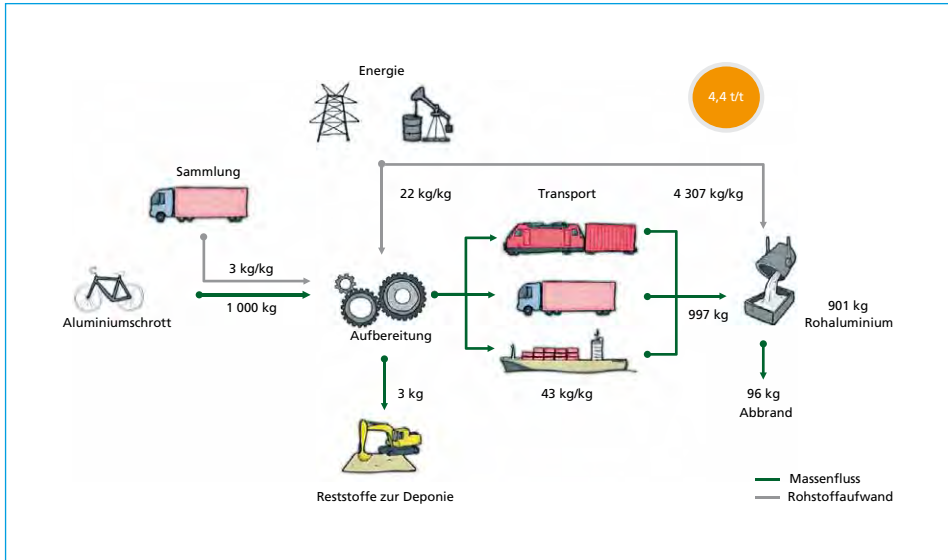 Energie
4,4 t/t
Sammlung
22 kg/kg
Transport
4 307 kg/kg
3 kg/kg
1 000 kg
Aluminiumschrott
Aufbereitung
997 kg
901 kg
Rohaluminium
3 kg
43 kg/kg
96 kg
Abbrand
Reststoffe zur Deponie
Massenfluss
Rohstoffaufwand